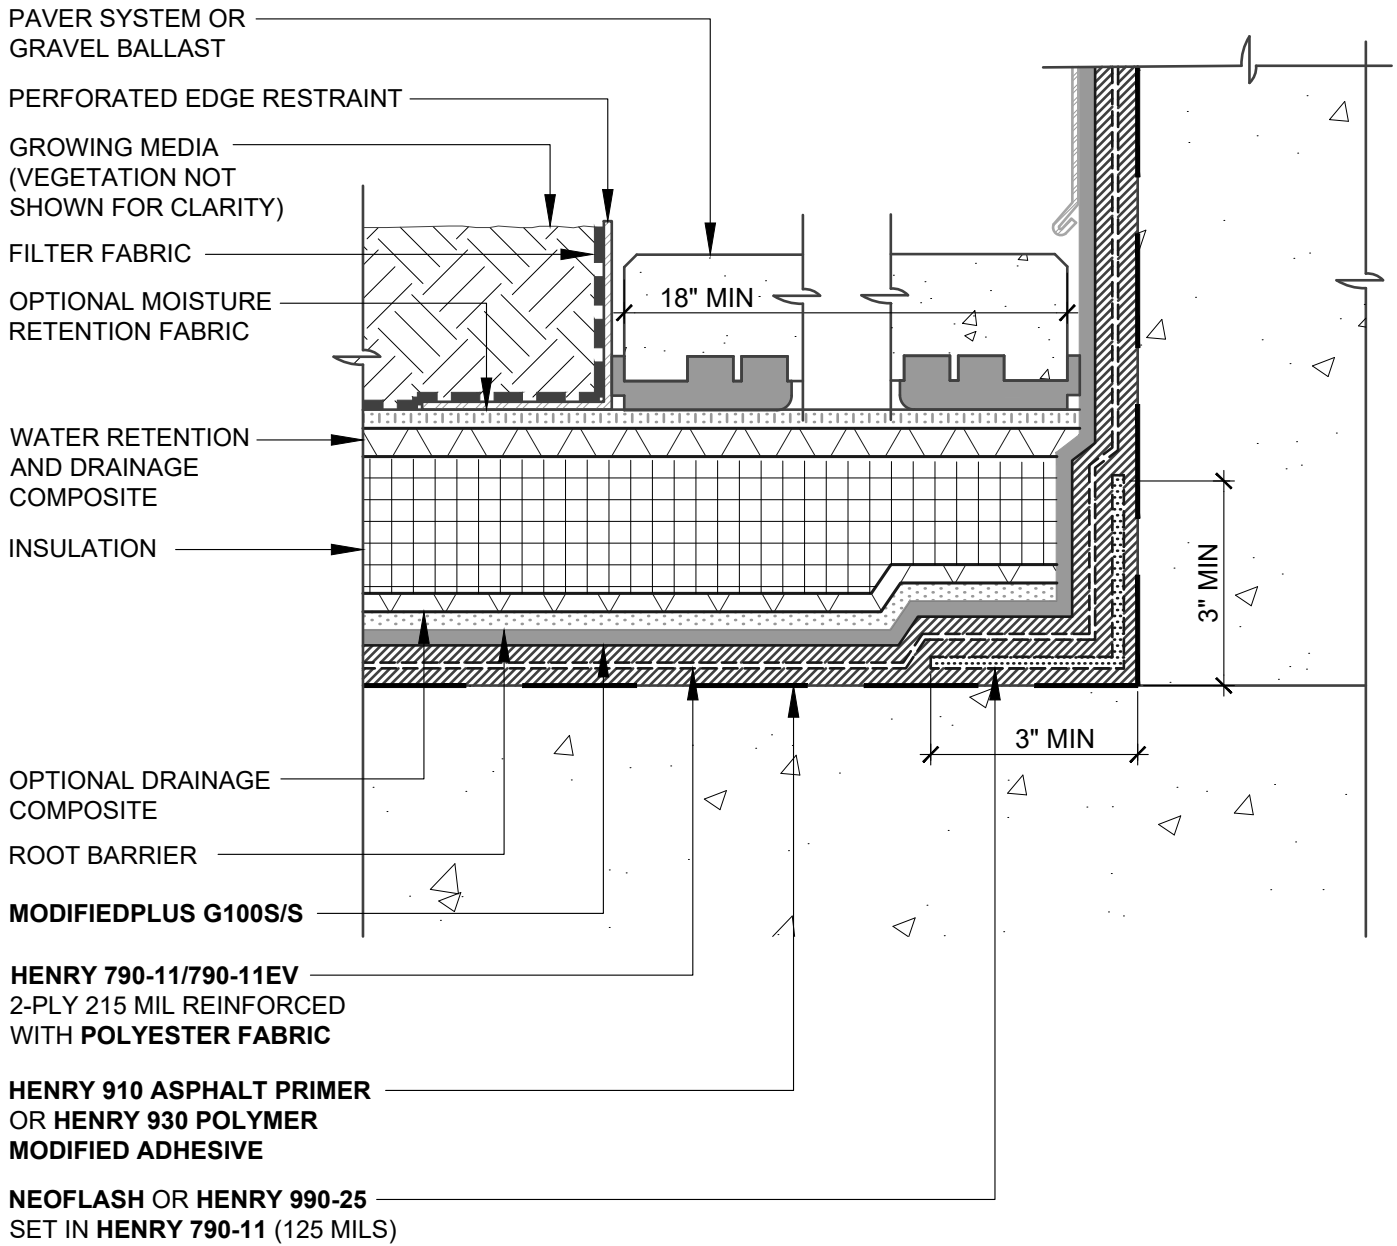 PAVER SYSTEM OR
GRAVEL BALLAST
PERFORATED EDGE RESTRAINT
GROWING MEDIA
(VEGETATION NOT
SHOWN FOR CLARITY)
FILTER FABRIC
OPTIONAL MOISTURE
RETENTION FABRIC
18" MIN
WATER RETENTION
AND DRAINAGE
COMPOSITE
INSULATION
3" MIN
3" MIN
OPTIONAL DRAINAGE
COMPOSITE
ROOT BARRIER
MODIFIEDPLUS G100S/S
HENRY 790-11/790-11EV
2-PLY 215 MIL REINFORCED
WITH POLYESTER FABRIC
HENRY 910 ASPHALT PRIMER
OR HENRY 930 POLYMER
MODIFIED ADHESIVE
NEOFLASH OR HENRY 990-25
SET IN HENRY 790-11 (125 MILS)